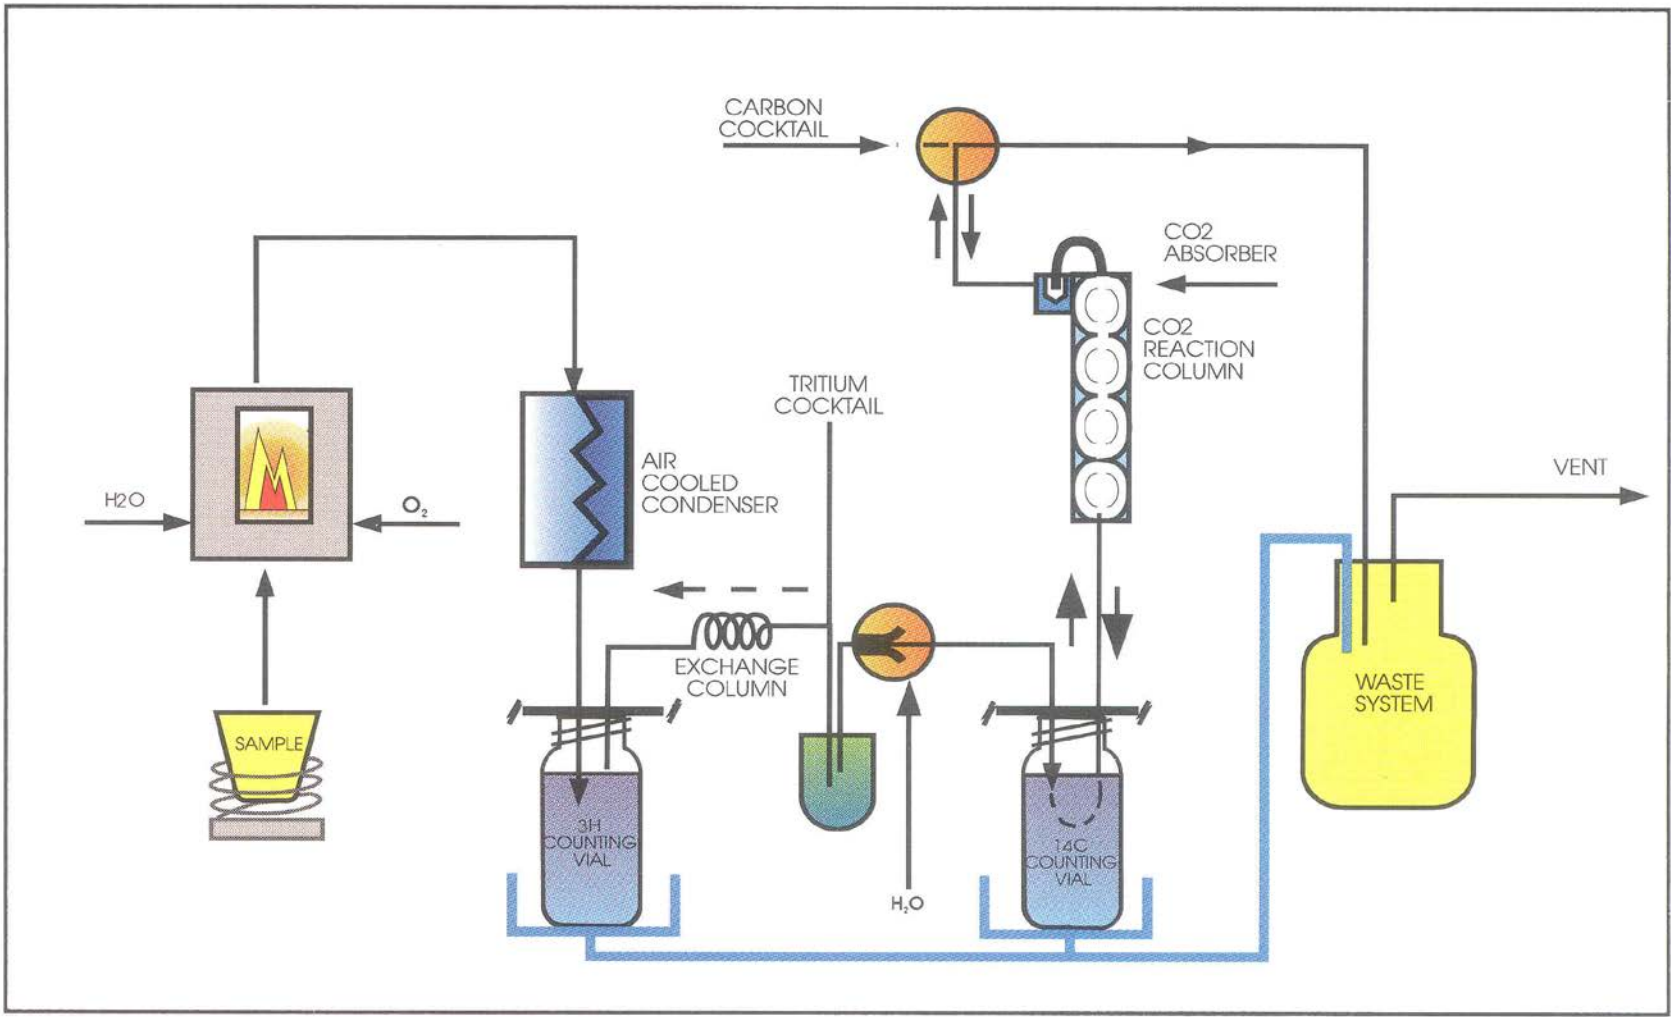 CARBON
COCKTAIL
CO2
ABSORBER
CO2
REACTION
COLUMN
TRITIUM
COCKTAIL
VENT
AIR
COOLED
CONDENSER
H2O
O₂
EXCHANGE
COLUMN
WASTE
SYSTEM
SAMPLE
3H
COUNTING
VIAL
14C
COUNTING
VIAL
H₂O